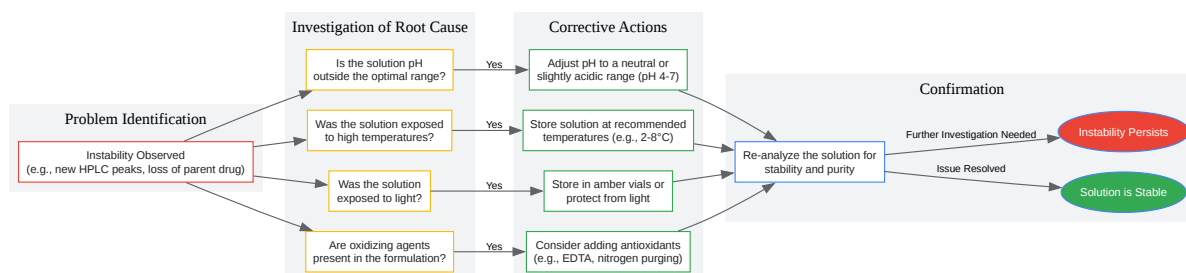 Problem Identification
Instability Observed
(e.g., new HPLC peaks, loss of parent drug)
Investigation of Root Cause
Is the solution pH
outside the optimal range?
Was the solution exposed
to high temperatures?
Was the solution
exposed to light?
Are oxidizing agents
present in the formulation?
Yes
Yes
Yes
Yes
Corrective Actions
Adjust pH to a neutral or
slightly acidic range (pH 4-7)
Store solution at recommended
temperatures (e.g., 2-8°C)
Store in amber vials or
protect from light
Consider adding antioxidants
(e.g., EDTA, nitrogen purging)
Confirmation
Re-analyze the solution for
stability and purity
Further Investigation Needed
Issue Resolved
Instability Persists
Solution is Stable